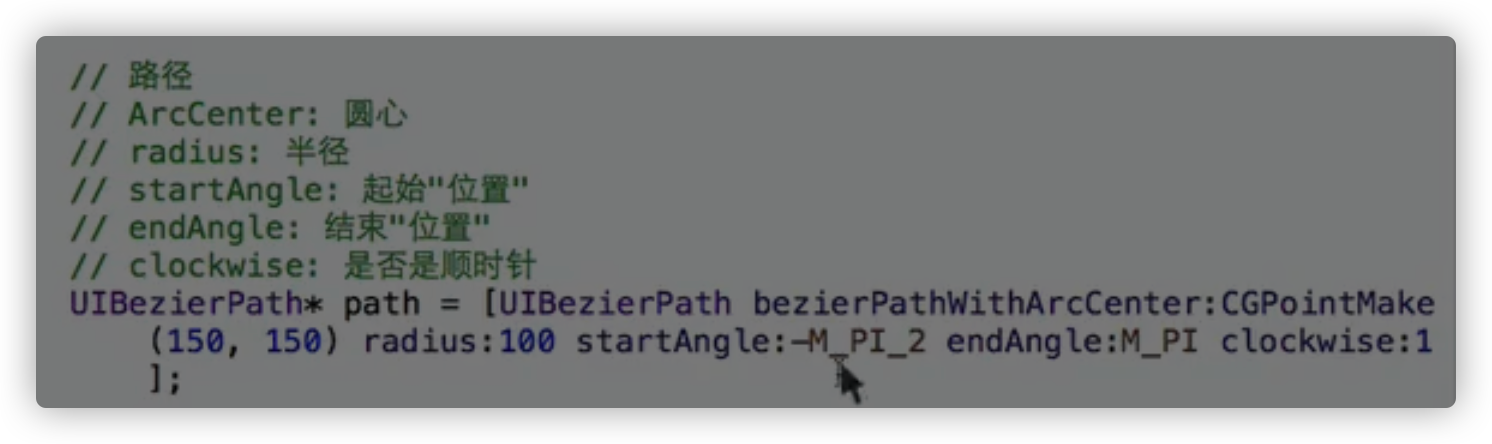 // 路径
// ArcCenter: 圆心
// radius: 半径
// startAngle: 起始"位置"
// endAngle: 结束"位置"
// clockwise: 是否是顺时针
UIBezierPath* path = [UIBezierPath bezierPathWithArcCenter:CGPointMake
(150, 150) radius:100 startAngle:-M_PI_2 endAngle:M_PI clockwise:1
];